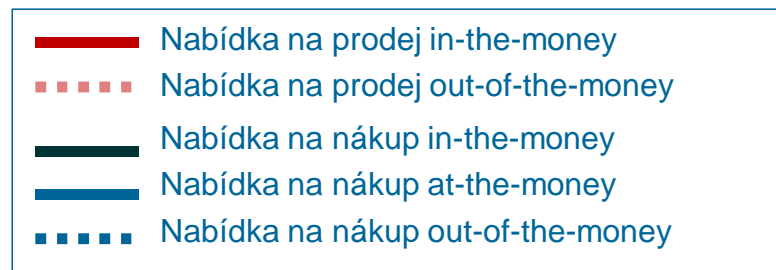 Nabídka na prodej in-the-money
Nabídka na prodej out-of-the-money
Nabídka na nákup in-the-money
Nabídka na nákup at-the-money
Nabídka na nákup out-of-the-money